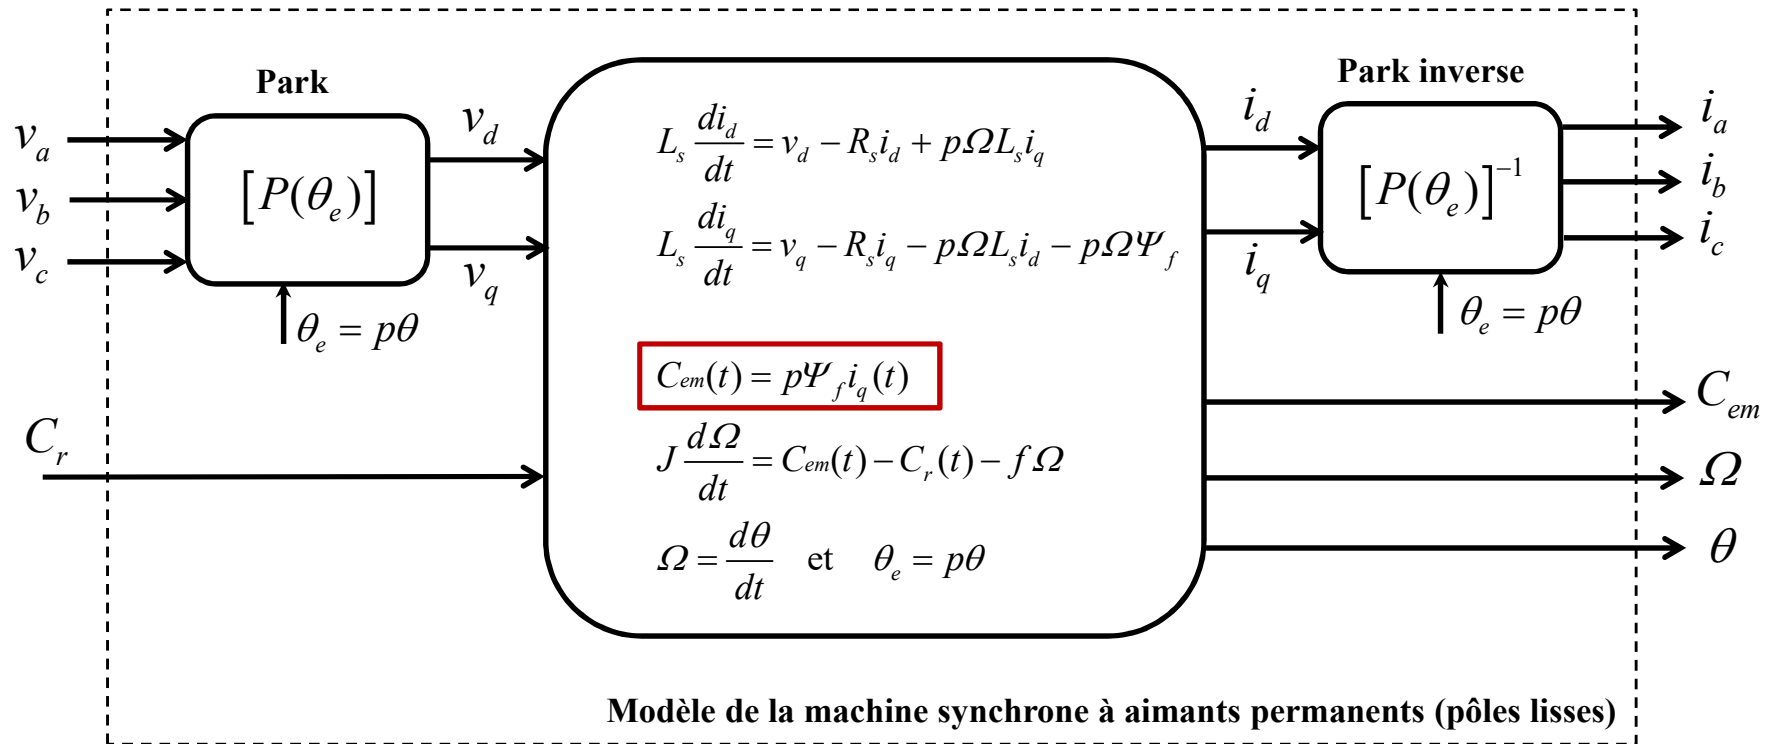 Park
Park inverse
v_a
v_b
v_c
[P(θ_e)]
θ_e = pθ
v_d
v_q
C_r
L_s di_d/dt = v_d − R_s i_d + pΩL_s i_q
L_s di_q/dt = v_q − R_s i_q − pΩL_s i_d − pΩΨ_f
C_em(t) = pΨ_f i_q(t)
J dΩ/dt = C_em(t) − C_r(t) − fΩ
Ω = dθ/dt et θ_e = pθ
i_d
i_q
[P(θ_e)]^−1
θ_e = pθ
i_a
i_b
i_c
C_em
Ω
θ
Modèle de la machine synchrone à aimants permanents (pôles lisses)